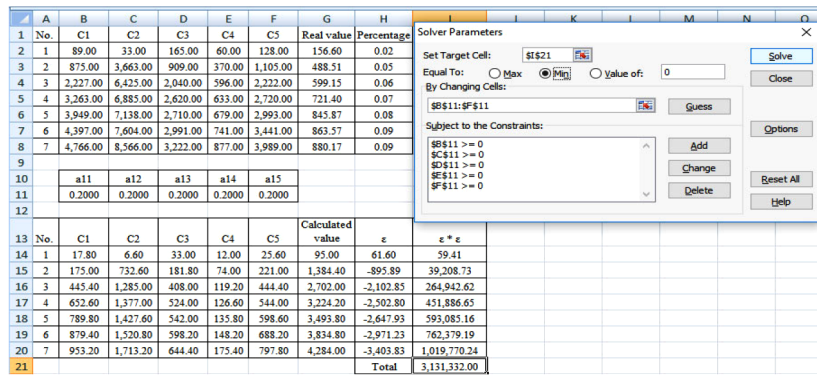 A B C D E F G H I J K L M N O
1 No. C1 C2 C3 C4 C5 Real value Percentage
2 1 89.00 33.00 165.00 60.00 128.00 156.60 0.02
3 2 875.00 3,663.00 909.00 370.00 1,105.00 488.51 0.05
4 3 2,227.00 6,425.00 2,040.00 596.00 2,222.00 599.15 0.06
5 4 3,263.00 6,885.00 2,620.00 633.00 2,720.00 721.40 0.07
6 5 3,949.00 7,138.00 2,710.00 679.00 2,993.00 845.87 0.08
7 6 4,397.00 7,604.00 2,991.00 741.00 3,441.00 863.57 0.09
8 7 4,766.00 8,566.00 3,222.00 877.00 3,989.00 880.17 0.09
9
10 a11 a12 a13 a14 a15
11 0.2000 0.2000 0.2000 0.2000 0.2000
12
13 No. C1 C2 C3 C4 C5 Calculated value ε ε * ε
14 1 17.80 6.60 33.00 12.00 25.60 95.00 61.60 59.41
15 2 175.00 732.60 181.80 74.00 221.00 1,384.40 -895.89 39,208.73
16 3 445.40 1,285.00 408.00 119.20 444.40 2,702.00 -2,102.85 264,942.62
17 4 652.60 1,377.00 524.00 126.60 544.00 3,224.20 -2,502.80 451,886.65
18 5 789.80 1,427.60 542.00 135.80 598.60 3,493.80 -2,647.93 593,085.16
19 6 879.40 1,520.80 598.20 148.20 688.20 3,834.80 -2,971.23 762,379.19
20 7 953.20 1,713.20 644.40 175.40 797.80 4,284.00 -3,403.83 1,019,770.24
21 Total 3,131,332.00
Solver Parameters
Set Target Cell: $I$21 Solve
Equal To: Max Min Value of: 0 Close
By Changing Cells:
$B$11:$F$11 Guess
Subject to the Constraints: Options
$B$11 >= 0 Add
$C$11 >= 0
$D$11 >= 0 Change
$E$11 >= 0 Reset All
$F$11 >= 0 Delete
Help